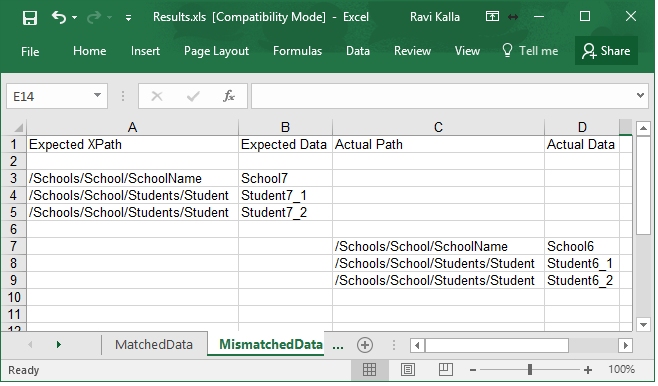 Results.xls [Compatibility Mode] - Excel Ravi Kalla
File Home Insert Page Layout Formulas Data Review View Tell me Share
E14 fx
A B C D
1 Expected XPath Expected Data Actual Path Actual Data
2
3 /Schools/School/SchoolName School7
4 /Schools/School/Students/Student Student7_1
5 /Schools/School/Students/Student Student7_2
6
7 /Schools/School/SchoolName School6
8 /Schools/School/Students/Student Student6_1
9 /Schools/School/Students/Student Student6_2
10
11
12
MatchedData MismatchedData ...
Ready 100%